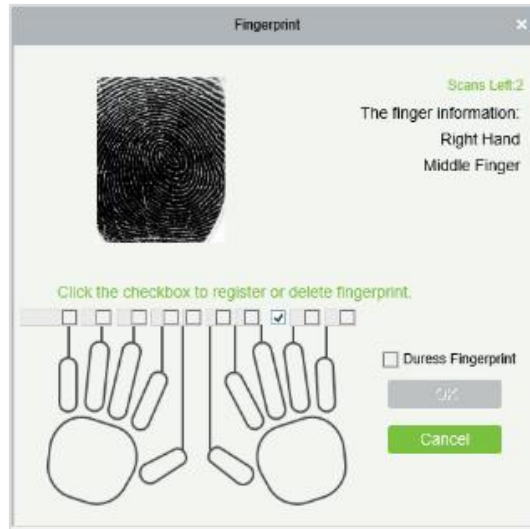 Fingerprint
Scans Left:2
The finger information:
Right Hand
Middle Finger
Click the checkbox to register or delete fingerprint.
Duress Fingerprint
OK
Cancel